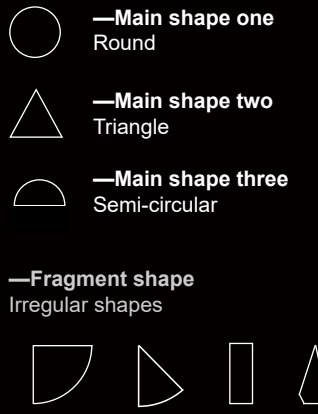 —Main shape one
Round
—Main shape two
Triangle
—Main shape three
Semi-circular
—Fragment shape
Irregular shapes